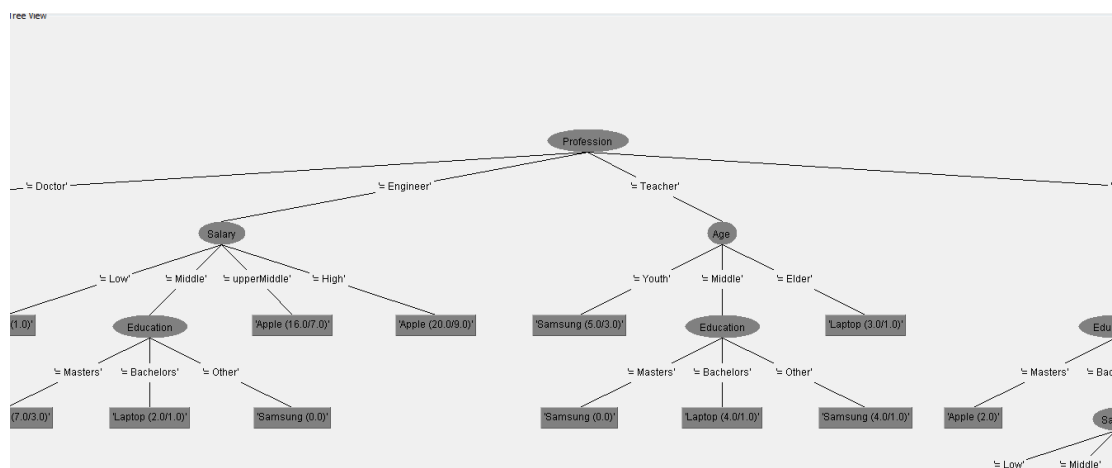 Tree View
Profession
'= Doctor' '= Engineer' '= Teacher'
Salary Age
'= Low' '= Middle' '= upperMiddle' '= High' '= Youth' '= Middle' '= Elder'
(1.0)' Education 'Apple (16.0/7.0)' 'Apple (20.0/9.0)' 'Samsung (5.0/3.0)' Education 'Laptop (3.0/1.0)' Edu
'= Masters' '= Bachelors' '= Other' '= Masters' '= Bachelors' '= Other' '= Masters' '= Bac
(7.0/3.0)' 'Laptop (2.0/1.0)' 'Samsung (0.0)' 'Samsung (0.0)' 'Laptop (4.0/1.0)' 'Samsung (4.0/1.0)' 'Apple (2.0)' Sa
'= Low' '= Middle'